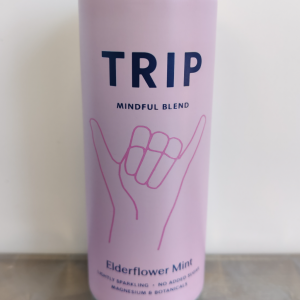 TRIP
MINDFUL BLEND
Elderflower Mint
LIGHTLY SPARKLING • NO ADDED SUGAR
MAGNESIUM & BOTANICALS